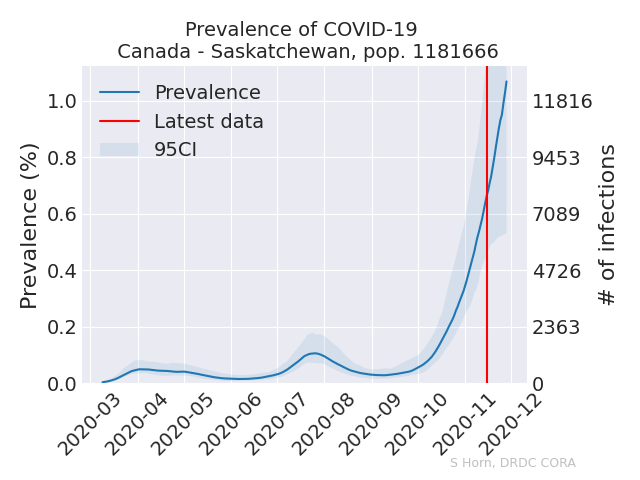 Prevalence of COVID-19
Canada - Saskatchewan, pop. 1181666
Prevalence
Latest data
95CI
Prevalence (%)
1.0
0.8
0.6
0.4
0.2
0.0
11816
9453
7089
4726
2363
0
# of infections
2020-03
2020-04
2020-05
2020-06
2020-07
2020-08
2020-09
2020-10
2020-11
2020-12
S Horn, DRDC CORA